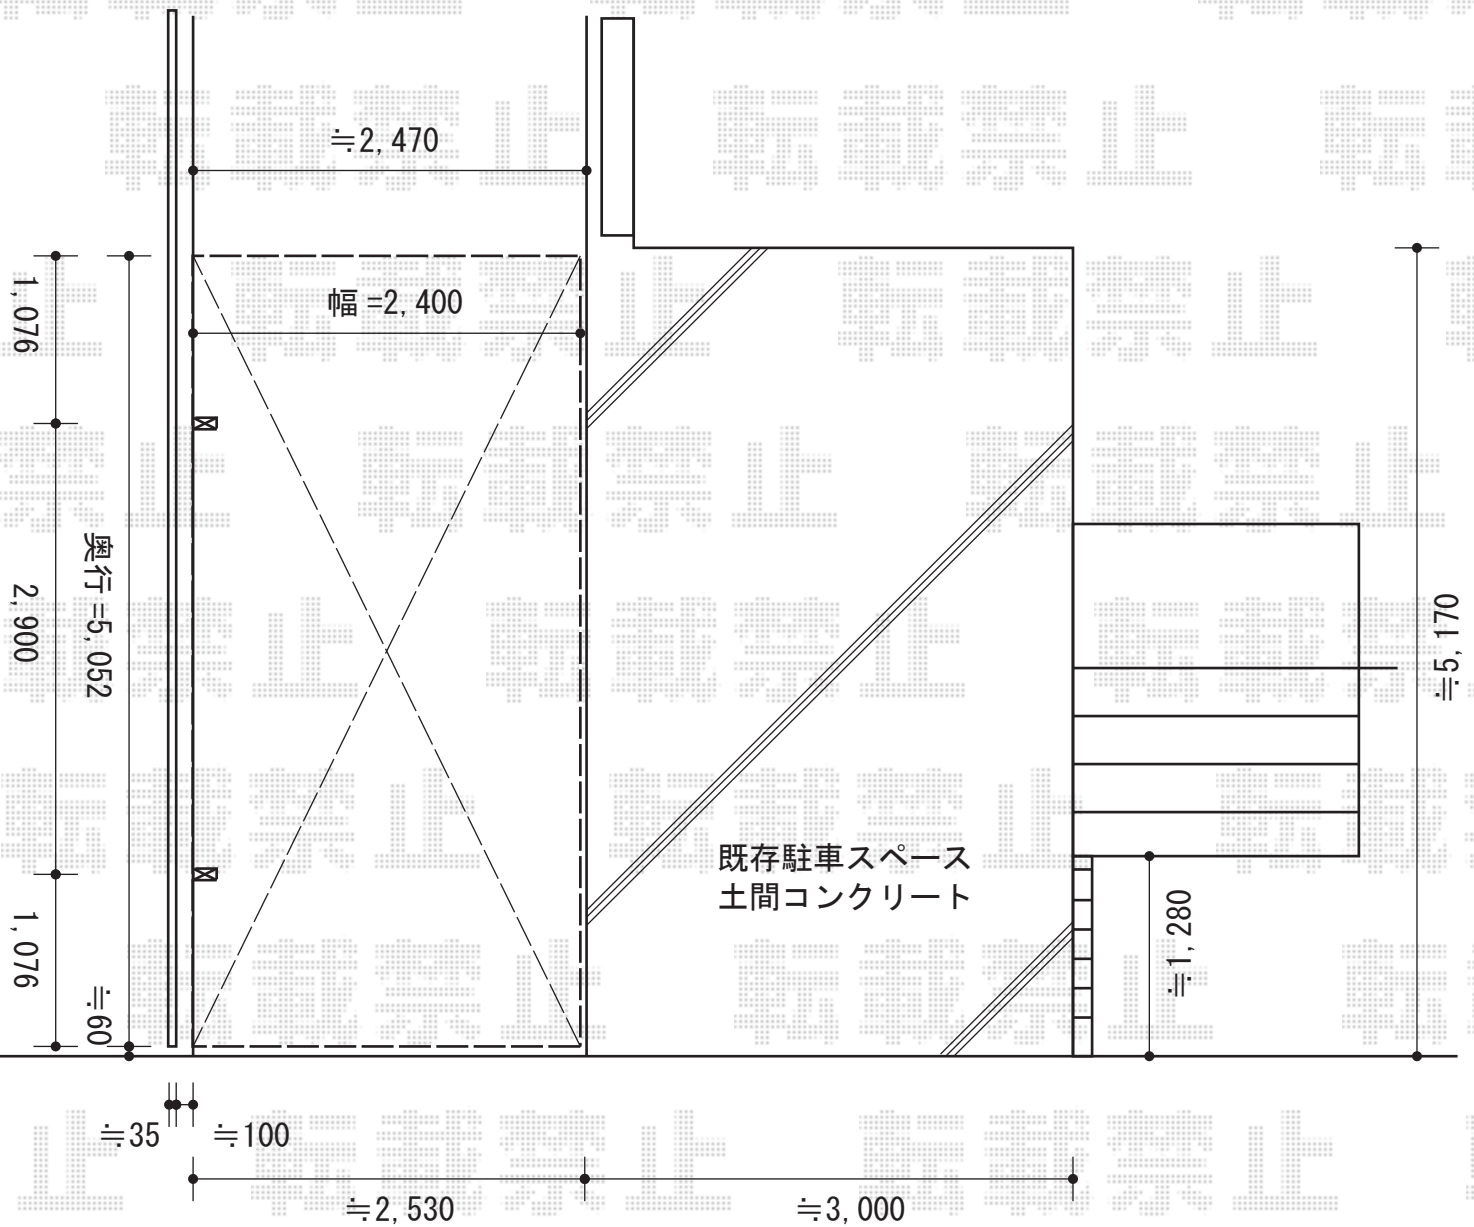 ≒2,470
幅=2,400
1,076
2,900
1,076
奥行=5,052
≒60
≒5,170
≒1,280
既存駐車スペース
土間コンクリート
≒35
≒100
≒2,530
≒3,000
転載禁止